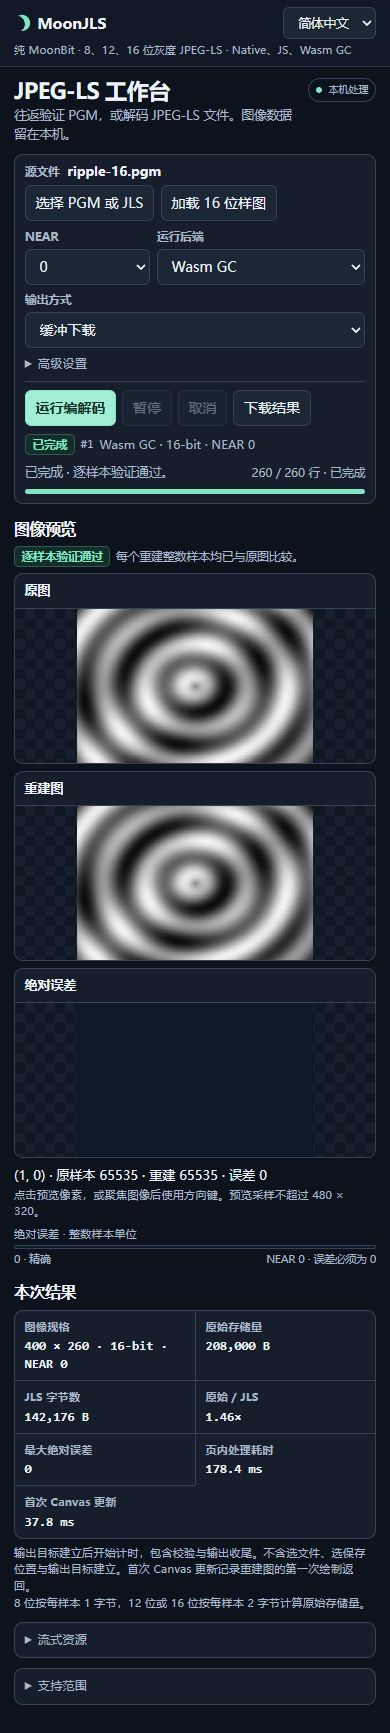 MoonJLS
简体中文
纯 MoonBit · 8、12、16 位灰度 JPEG-LS · Native、JS、Wasm GC
JPEG-LS 工作台
本机处理
往返验证 PGM，或解码 JPEG-LS 文件。图像数据
留在本机。
源文件 ripple-16.pgm
选择 PGM 或 JLS
加载 16 位样图
NEAR
运行后端
0
Wasm GC
输出方式
缓冲下载
高级设置
运行编解码
暂停
取消
下载结果
已完成 #1 Wasm GC · 16-bit · NEAR 0
已完成 · 逐样本验证通过。
260 / 260 行 · 已完成
图像预览
逐样本验证通过 每个重建整数样本均已与原图比较。
原图
重建图
绝对误差
(1, 0) · 原样本 65535 · 重建 65535 · 误差 0
点击预览像素，或聚焦图像后使用方向键。预览采样不超过 480 ×
320。
绝对误差 · 整数样本单位
0 · 精确
NEAR 0 · 误差必须为 0
本次结果
图像规格
400 × 260 · 16-bit ·
NEAR 0
原始存储量
208,000 B
JLS 字节数
142,176 B
原始 / JLS
1.46×
最大绝对误差
0
页内处理耗时
178.4 ms
首次 Canvas 更新
37.8 ms
输出目标建立后开始计时，包含校验与输出收尾。不含选文件、选保存
位置与输出目标建立。首次 Canvas 更新记录重建图的第一次绘制返
回。
8 位按每样本 1 字节，12 位或 16 位按每样本 2 字节计算原始存储量。
流式资源
支持范围